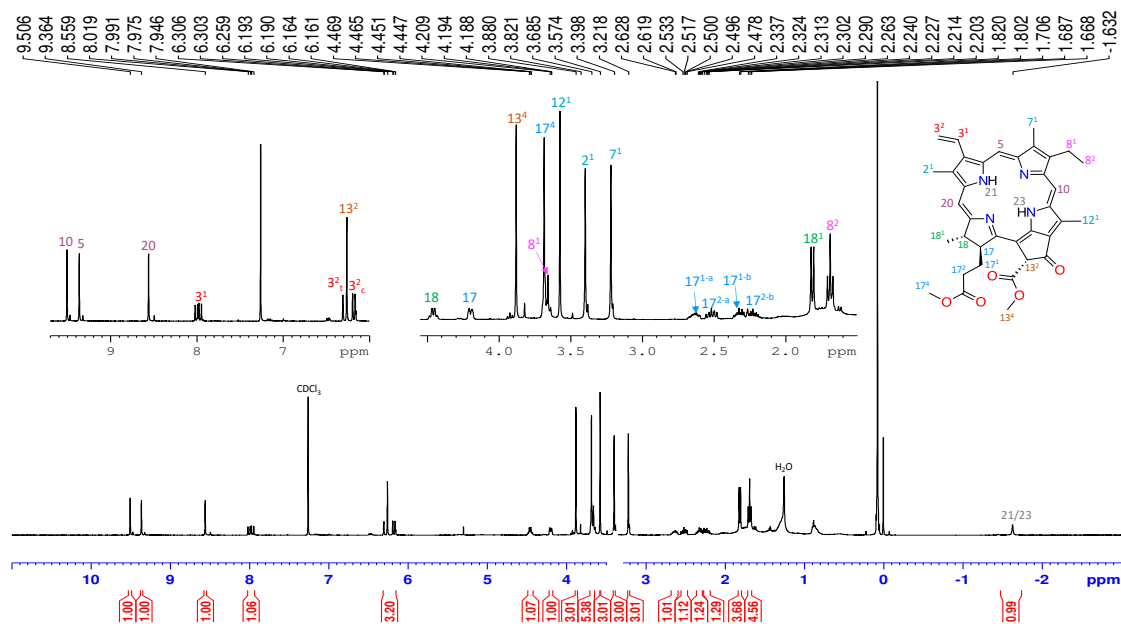 9.506 9.364 8.559 8.019 7.991 7.975 7.946 6.306 6.303 6.259 6.193 6.190 6.164 6.161 4.469 4.465 4.451 4.447 4.209 4.194 4.188 3.880 3.821 3.685 3.574 3.398 3.218 2.628 2.619 2.533 2.517 2.500 2.496 2.478 2.337 2.324 2.313 2.302 2.290 2.263 2.240 2.227 2.214 2.203 1.820 1.802 1.706 1.687 1.668 -1.632
10 5 20 3¹ 3²t 13² 3²c
9 8 7 ppm
18 17 13⁴ 8¹ 17⁴ 12¹ 2¹ 7¹ 17¹⁻ᵃ 17²⁻ᵃ 17¹⁻ᵇ 17²⁻ᵇ 18¹ 8²
4.0 3.5 3.0 2.5 2.0 ppm
3² 3¹ 7¹ 8¹ 8²
5
2¹ NH N
21 10
20 23 H N 12¹
N
18¹ 18 17
17¹ 13² O
17² O
17⁴ O O O
13⁴
CDCl₃
H₂O
21/23
10 9 8 7 6 5 4 3 2 1 0 -1 -2 ppm
1.00 1.00 1.00 1.06 3.20 1.07 1.00 3.01 5.38 3.01 3.00 3.01 1.01 1.12 1.24 1.29 3.68 4.56 0.99